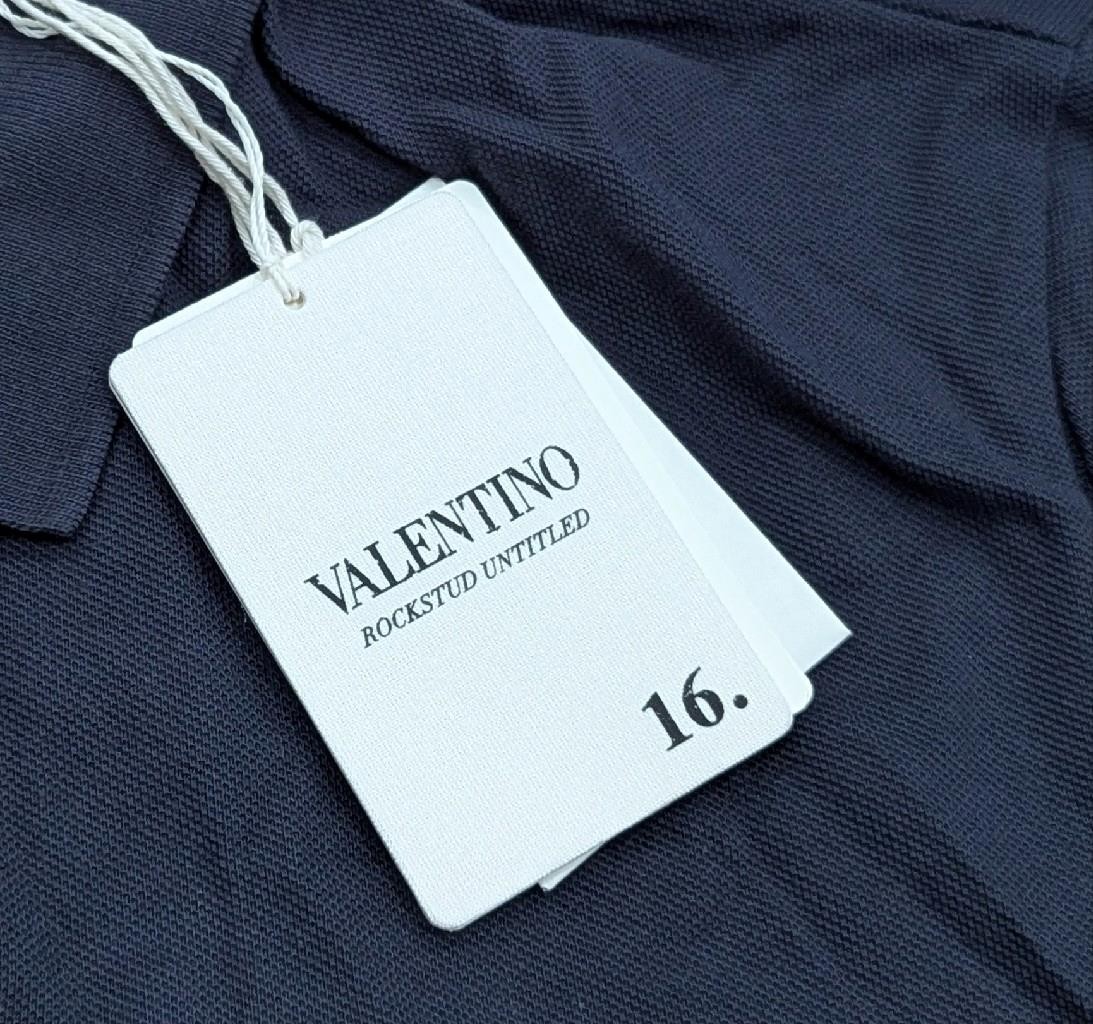 VALENTINO
ROCKSTUD UNTITLED
16.